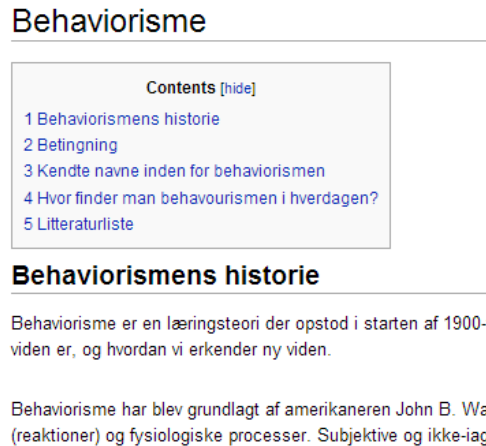 Behaviorisme
Contents [hide]
1 Behaviorismens historie
2 Betingning
3 Kendte navne inden for behaviorismen
4 Hvor finder man behavourismen i hverdagen?
5 Litteraturliste
Behaviorismens historie
Behaviorisme er en læringsteori der opstod i starten af 1900-
viden er, og hvordan vi erkender ny viden.
Behaviorisme har blev grundlagt af amerikaneren John B. Wa
(reaktioner) og fysiologiske processer. Subjektive og ikke-iag